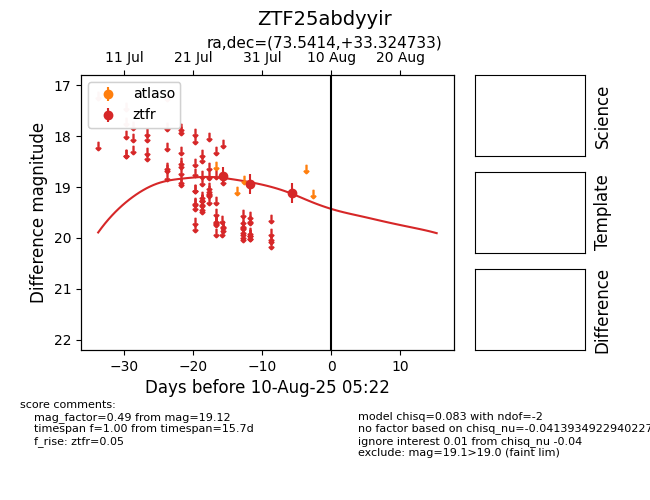 ZTF25abdyyir
ra,dec=(73.5414,+33.324733)
11 Jul 21 Jul 31 Jul 10 Aug 20 Aug
atlaso
ztfr
17
18
19
20
21
22
Difference magnitude
−30 −20 −10 0 10
Days before 10-Aug-25 05:22
Science
Template
Difference
score comments:
mag_factor=0.49 from mag=19.12
timespan f=1.00 from timespan=15.7d
f_rise: ztfr=0.05
model chisq=0.083 with ndof=-2
no factor based on chisq_nu=-0.0413934922940227
ignore interest 0.01 from chisq_nu -0.04
exclude: mag=19.1>19.0 (faint lim)